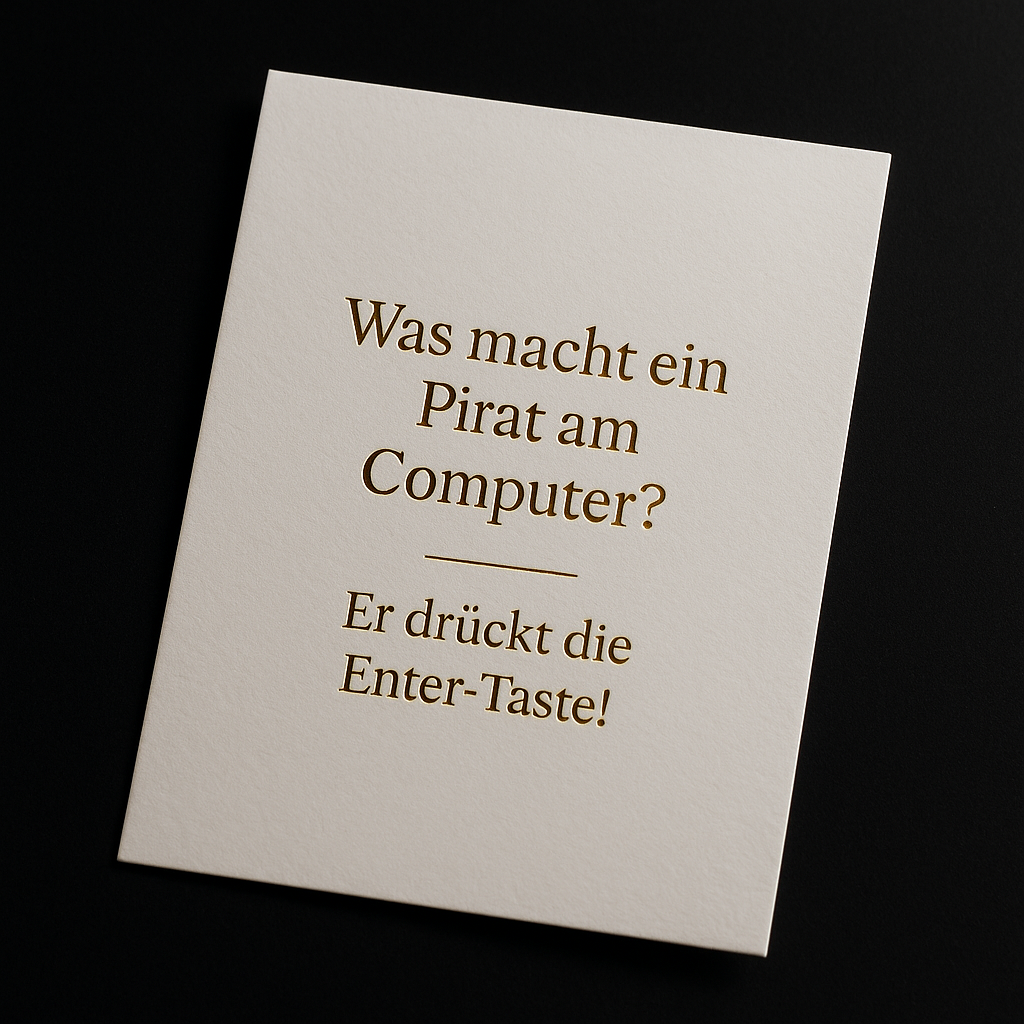 Was macht ein
Pirat am
Computer?
Er drückt die
Enter-Taste!